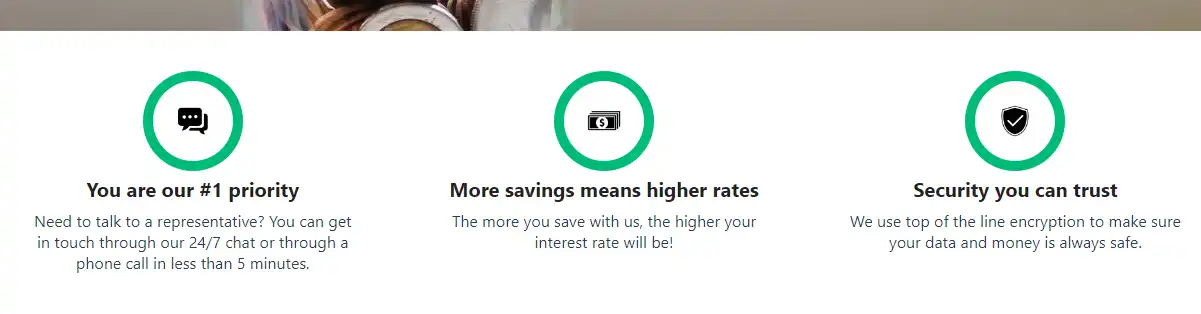 You are our #1 priority
Need to talk to a representative? You can get
in touch through our 24/7 chat or through a
phone call in less than 5 minutes.
More savings means higher rates
The more you save with us, the higher your
interest rate will be!
Security you can trust
We use top of the line encryption to make sure
your data and money is always safe.